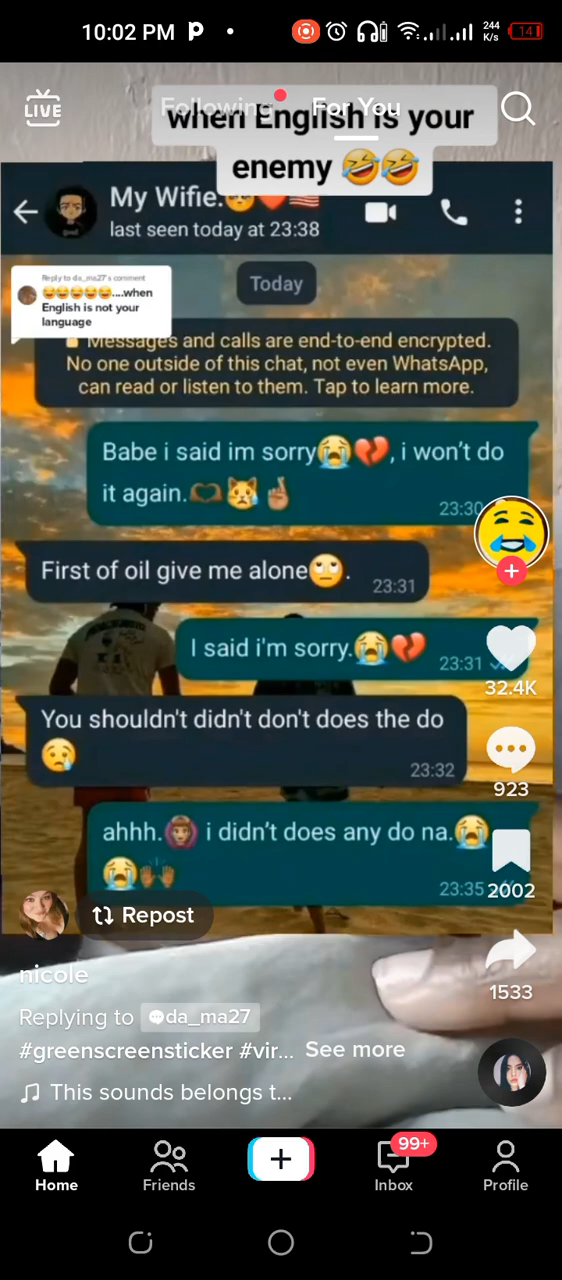 10:02 PM
244
K/s
14
LIVE
Following
For You
when English is your
enemy 🤣🤣
My Wifie.🥺❤️🇺🇸
last seen today at 23:38
Reply to da_ma27's comment
😂😂😂😂😂....when
English is not your
language
Today
Messages and calls are end-to-end encrypted.
No one outside of this chat, not even WhatsApp,
can read or listen to them. Tap to learn more.
Babe i said im sorry😭💔, i won't do
it again.🫶🏾😿🤞🏽
23:30
First of oil give me alone🙄.
23:31
I said i'm sorry.😭💔
23:31
32.4K
You shouldn't didn't don't does the do
😢
23:32
923
ahhh.🙆🏽 i didn't does any do na.😭
😭🙌🏽
23:35
2002
Repost
nicole
1533
Replying to da_ma27
#greenscreensticker #vir... See more
This sounds belongs t...
99+
Home
Friends
Inbox
Profile